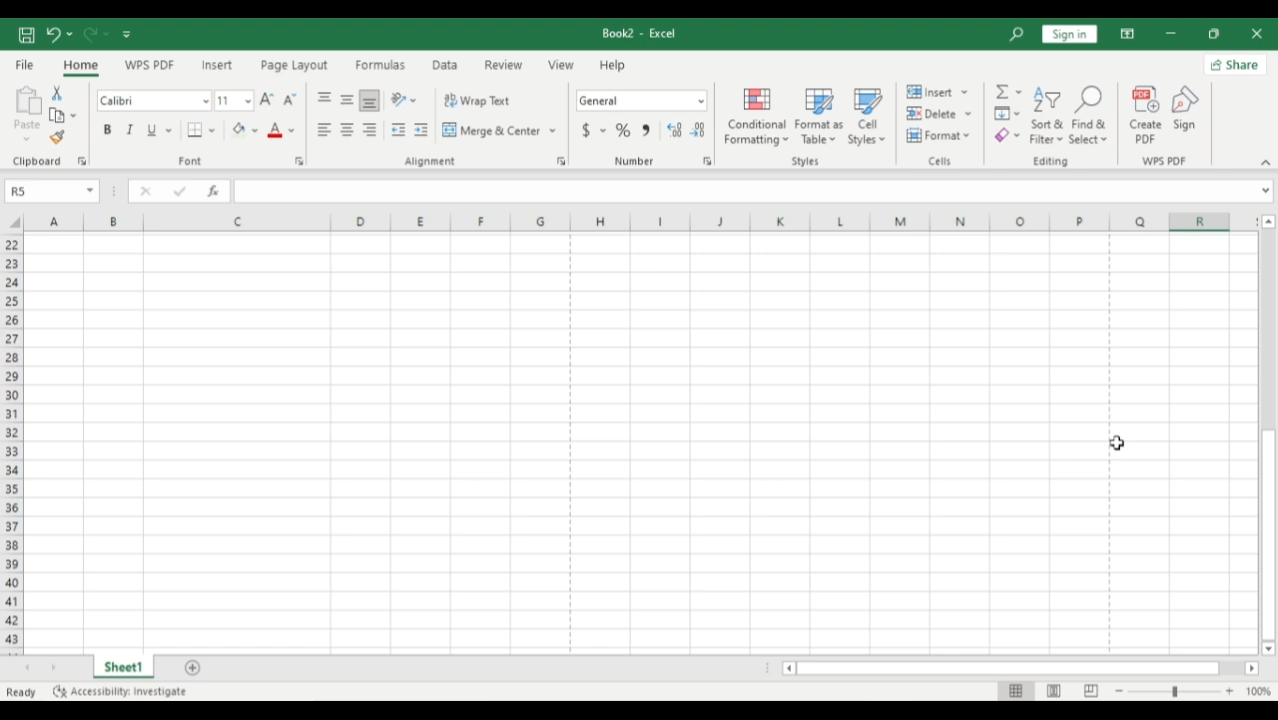 Book2 - Excel
Sign in
File Home WPS PDF Insert Page Layout Formulas Data Review View Help Share
Paste
Calibri 11 A A
B I U A
Wrap Text
Merge & Center
General
$ % 9
Conditional Formatting
Format as Table
Cell Styles
Insert
Delete
Format
Σ
Sort & Filter
Find & Select
PDF
Create PDF
Sign
Clipboard Font Alignment Number Styles Cells Editing WPS PDF
R5 fx
A B C D E F G H I J K L M N O P Q R
22
23
24
25
26
27
28
29
30
31
32
33
34
35
36
37
38
39
40
41
42
43
Sheet1
Ready Accessibility: Investigate 100%